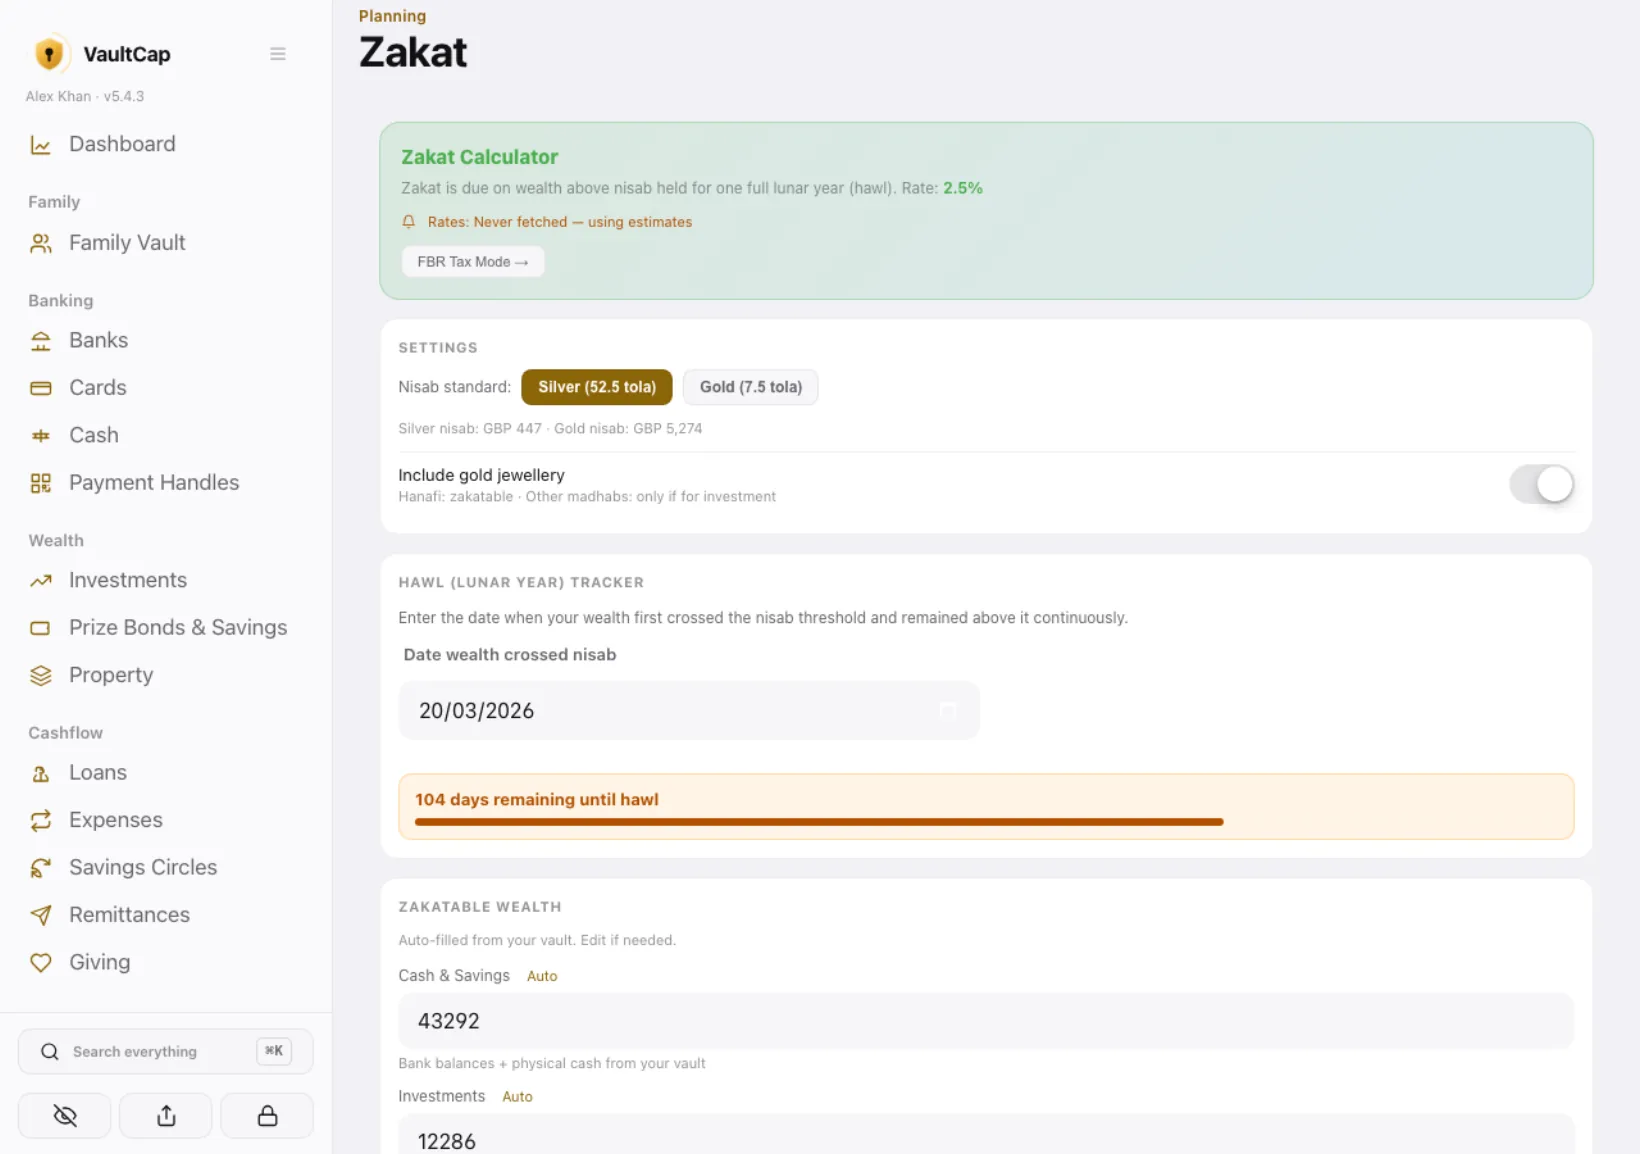 VaultCap
Alex Khan · v5.4.3
Dashboard
Family
Family Vault
Banking
Banks
Cards
Cash
Payment Handles
Wealth
Investments
Prize Bonds & Savings
Property
Cashflow
Loans
Expenses
Savings Circles
Remittances
Giving
Search everything ⌘K
Planning
Zakat
Zakat Calculator
Zakat is due on wealth above nisab held for one full lunar year (hawl). Rate: 2.5%
Rates: Never fetched — using estimates
FBR Tax Mode →
SETTINGS
Nisab standard: Silver (52.5 tola) Gold (7.5 tola)
Silver nisab: GBP 447 · Gold nisab: GBP 5,274
Include gold jewellery
Hanafi: zakatable · Other madhabs: only if for investment
HAWL (LUNAR YEAR) TRACKER
Enter the date when your wealth first crossed the nisab threshold and remained above it continuously.
Date wealth crossed nisab
20/03/2026
104 days remaining until hawl
ZAKATABLE WEALTH
Auto-filled from your vault. Edit if needed.
Cash & Savings Auto
43292
Bank balances + physical cash from your vault
Investments Auto
12286